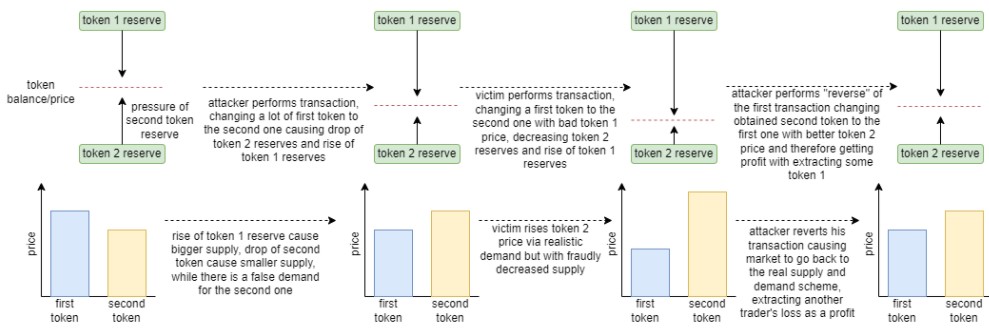 token 1 reserve
token
balance/price
pressure of
second token
reserve
token 2 reserve
attacker performs transaction,
changing a lot of first token to
the second one causing drop of
token 2 reserves and rise of
token 1 reserves
token 1 reserve
token 2 reserve
victim performs transaction,
changing a first token to the
second one with bad token 1
price, decreasing token 2
reserves and rise of token 1
reserves
token 1 reserve
token 2 reserve
attacker performs "reverse" of
the first transaction changing
obtained second token to the
first one with better token 2
price and therefore getting
profit with extracting some
token 1
token 1 reserve
token 2 reserve
price
first
token
second
token
rise of token 1 reserve cause
bigger supply, drop of second
token cause smaller supply,
while there is a false demand
for the second one
price
first
token
second
token
victim rises token 2
price via realistic
demand but with fraudly
decreased supply
price
first
token
second
token
attacker reverts his
transaction causing
market to go back to
the real supply and
demand scheme,
extracting another
trader's loss as a profit
price
first
token
second
token